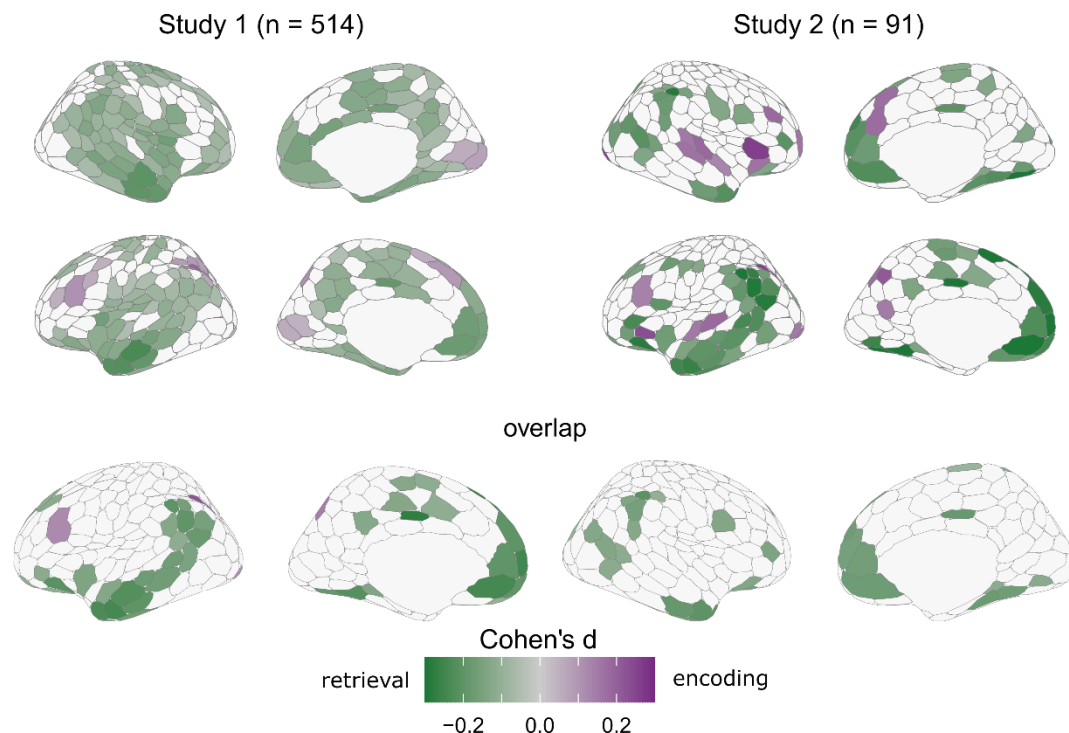 Study 1 (n = 514)
Study 2 (n = 91)
overlap
Cohen's d
retrieval
encoding
−0.2 0.0 0.2